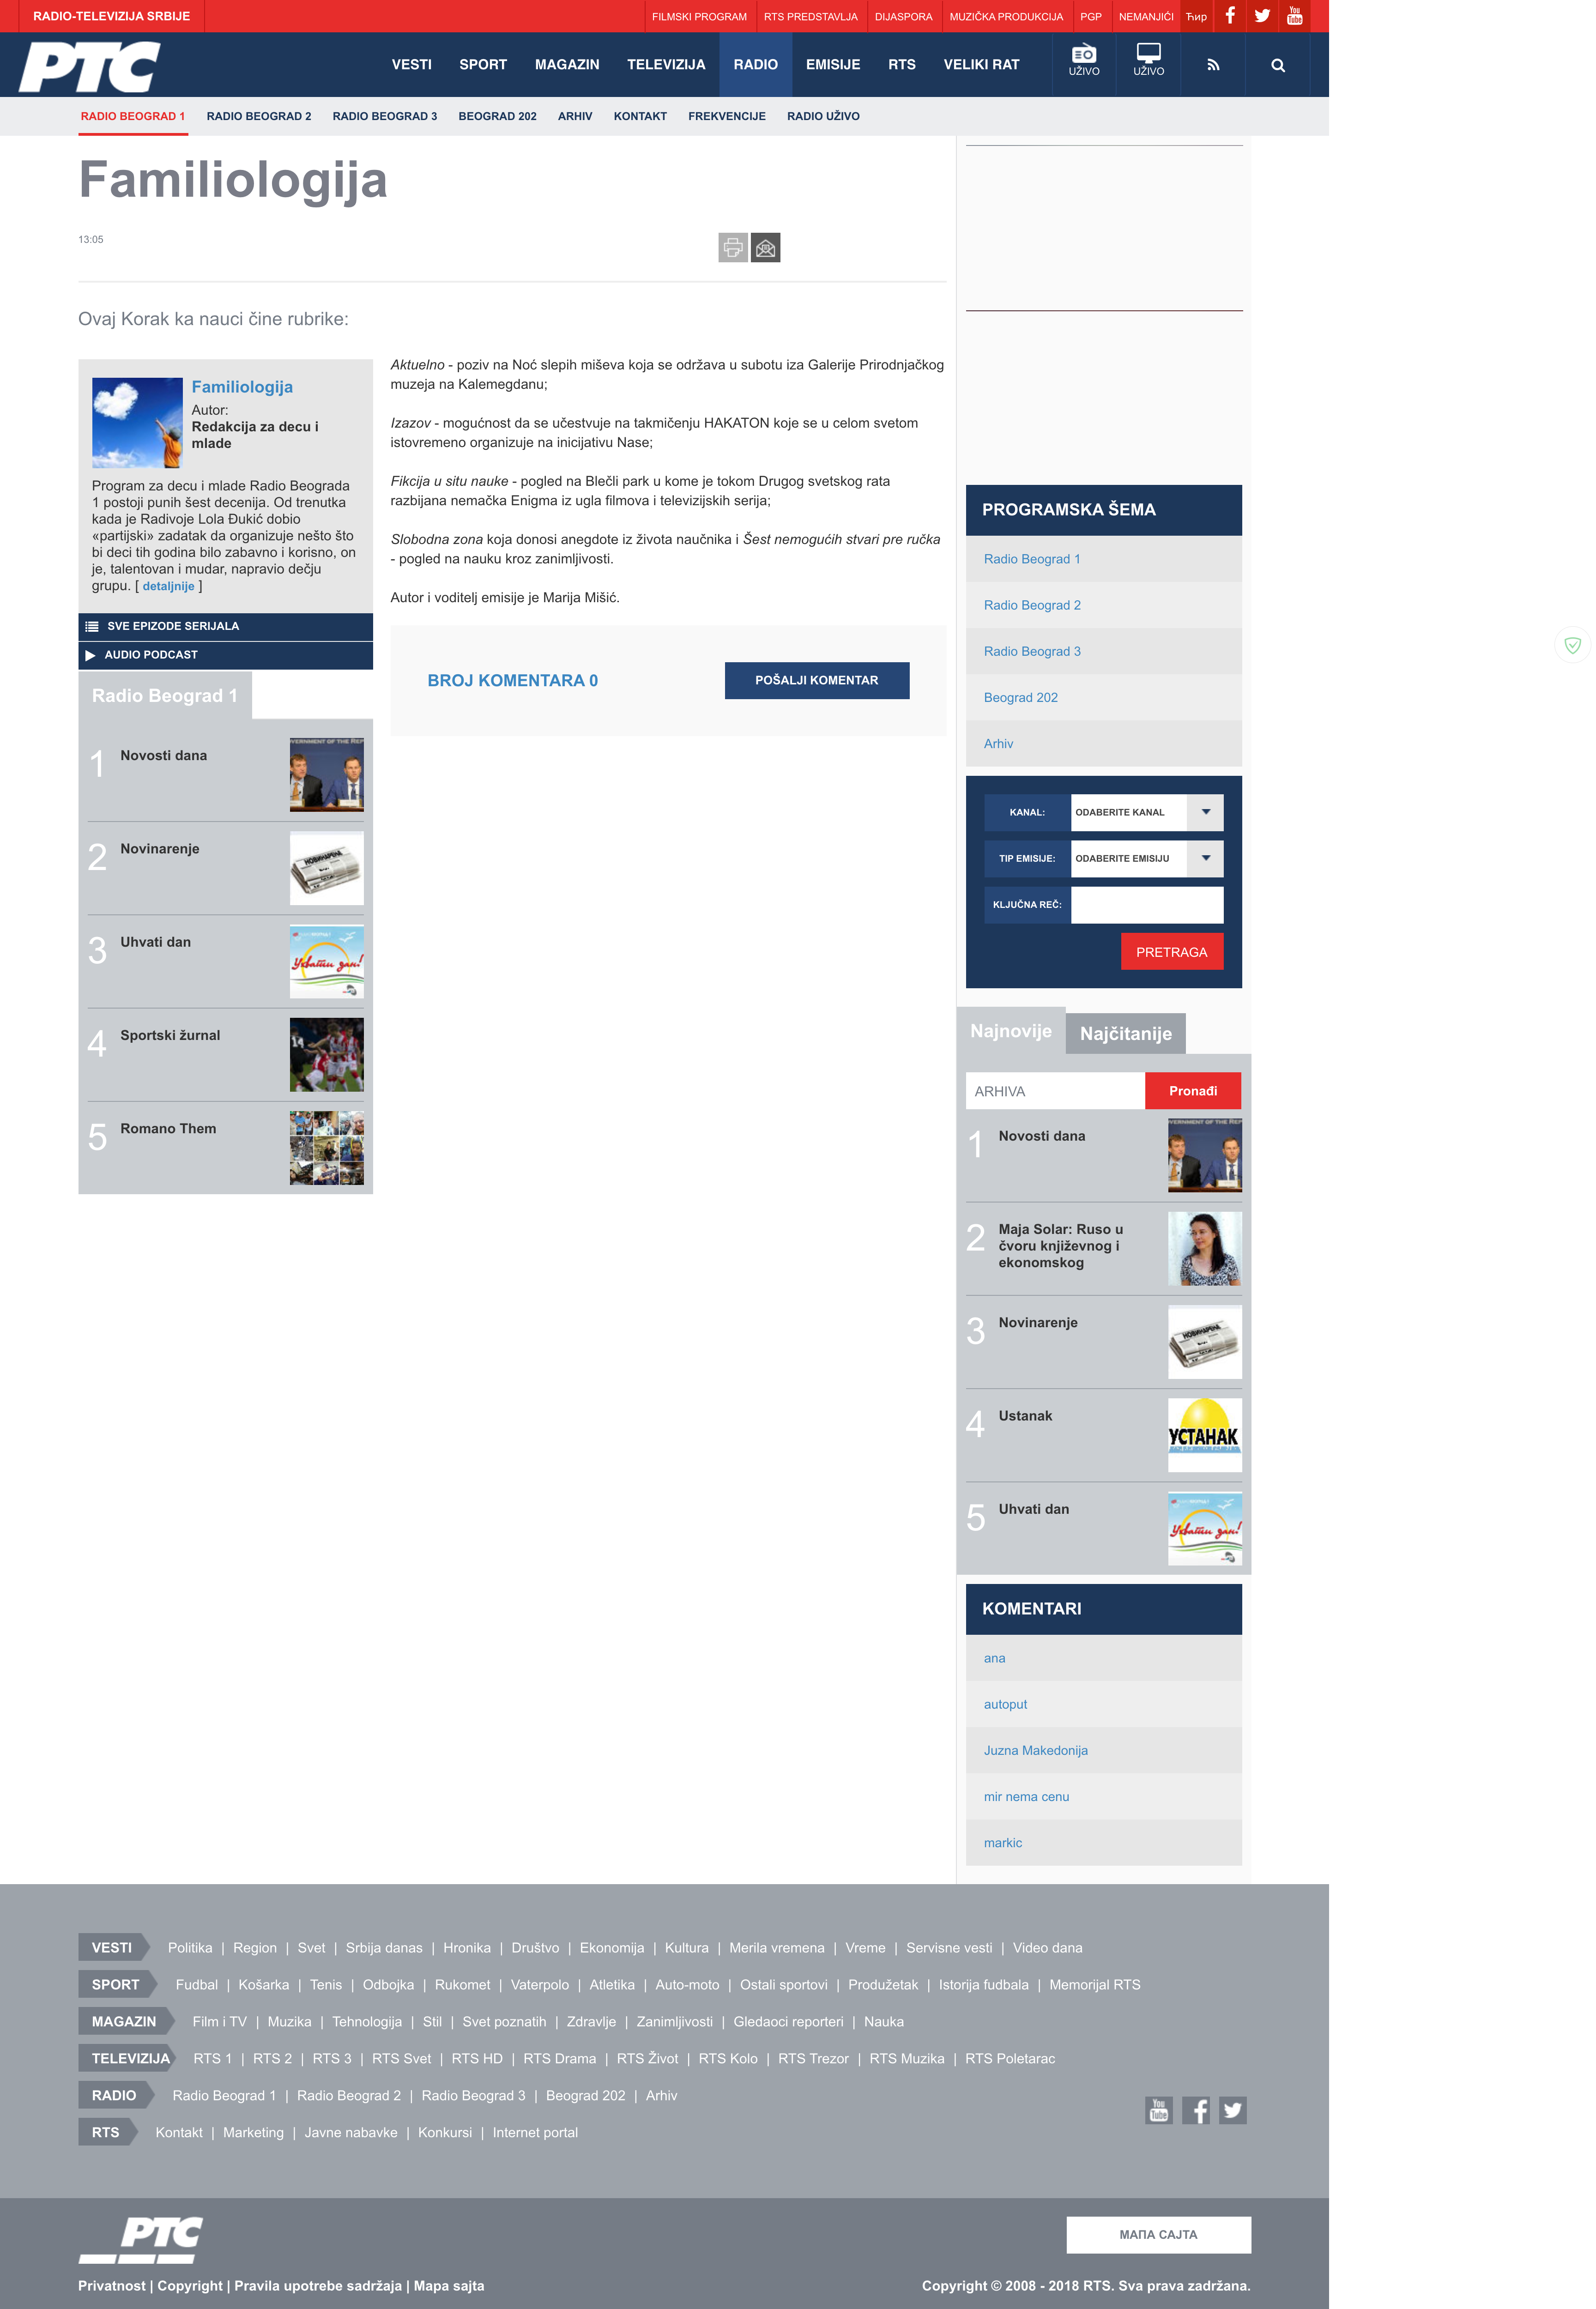 RADIO-TELEVIZIJA SRBIJE
FILMSKI PROGRAM
RTS PREDSTAVLJA
DIJASPORA
MUZIČKA PRODUKCIJA
PGP
NEMANJIĆI
Ћир
You Tube
РТС
VESTI
SPORT
MAGAZIN
TELEVIZIJA
RADIO
EMISIJE
RTS
VELIKI RAT
UŽIVO
UŽIVO
RADIO BEOGRAD 1
RADIO BEOGRAD 2
RADIO BEOGRAD 3
BEOGRAD 202
ARHIV
KONTAKT
FREKVENCIJE
RADIO UŽIVO
Familiologija
13:05
Ovaj Korak ka nauci čine rubrike:
Familiologija
Autor:
Redakcija za decu i
mlade
Program za decu i mlade Radio Beograda
1 postoji punih šest decenija. Od trenutka
kada je Radivoje Lola Đukić dobio
«partijski» zadatak da organizuje nešto što
bi deci tih godina bilo zabavno i korisno, on
je, talentovan i mudar, napravio dečju
grupu. [ detaljnije ]
SVE EPIZODE SERIJALA
AUDIO PODCAST
Radio Beograd 1
1 Novosti dana
2 Novinarenje
3 Uhvati dan
4 Sportski žurnal
5 Romano Them
Aktuelno - poziv na Noć slepih miševa koja se održava u subotu iza Galerije Prirodnjačkog
muzeja na Kalemegdanu;
Izazov - mogućnost da se učestvuje na takmičenju HAKATON koje se u celom svetom
istovremeno organizuje na inicijativu Nase;
Fikcija u situ nauke - pogled na Blečli park u kome je tokom Drugog svetskog rata
razbijana nemačka Enigma iz ugla filmova i televizijskih serija;
Slobodna zona koja donosi anegdote iz života naučnika i Šest nemogućih stvari pre ručka
- pogled na nauku kroz zanimljivosti.
Autor i voditelj emisije je Marija Mišić.
BROJ KOMENTARA 0
POŠALJI KOMENTAR
PROGRAMSKA ŠEMA
Radio Beograd 1
Radio Beograd 2
Radio Beograd 3
Beograd 202
Arhiv
KANAL:
ODABERITE KANAL
TIP EMISIJE:
ODABERITE EMISIJU
KLJUČNA REČ:
PRETRAGA
Najnovije
Najčitanije
ARHIVA
Pronađi
1 Novosti dana
2 Maja Solar: Ruso u
čvoru književnog i
ekonomskog
3 Novinarenje
4 Ustanak
УСТАНАК
5 Uhvati dan
Ухвати дан!
KOMENTARI
ana
autoput
Juzna Makedonija
mir nema cenu
markic
VESTI Politika | Region | Svet | Srbija danas | Hronika | Društvo | Ekonomija | Kultura | Merila vremena | Vreme | Servisne vesti | Video dana
SPORT Fudbal | Košarka | Tenis | Odbojka | Rukomet | Vaterpolo | Atletika | Auto-moto | Ostali sportovi | Produžetak | Istorija fudbala | Memorijal RTS
MAGAZIN Film i TV | Muzika | Tehnologija | Stil | Svet poznatih | Zdravlje | Zanimljivosti | Gledaoci reporteri | Nauka
TELEVIZIJA RTS 1 | RTS 2 | RTS 3 | RTS Svet | RTS HD | RTS Drama | RTS Život | RTS Kolo | RTS Trezor | RTS Muzika | RTS Poletarac
RADIO Radio Beograd 1 | Radio Beograd 2 | Radio Beograd 3 | Beograd 202 | Arhiv
RTS Kontakt | Marketing | Javne nabavke | Konkursi | Internet portal
You Tube
РТС
МАПА САЈТА
Privatnost | Copyright | Pravila upotrebe sadržaja | Mapa sajta
Copyright © 2008 - 2018 RTS. Sva prava zadržana.